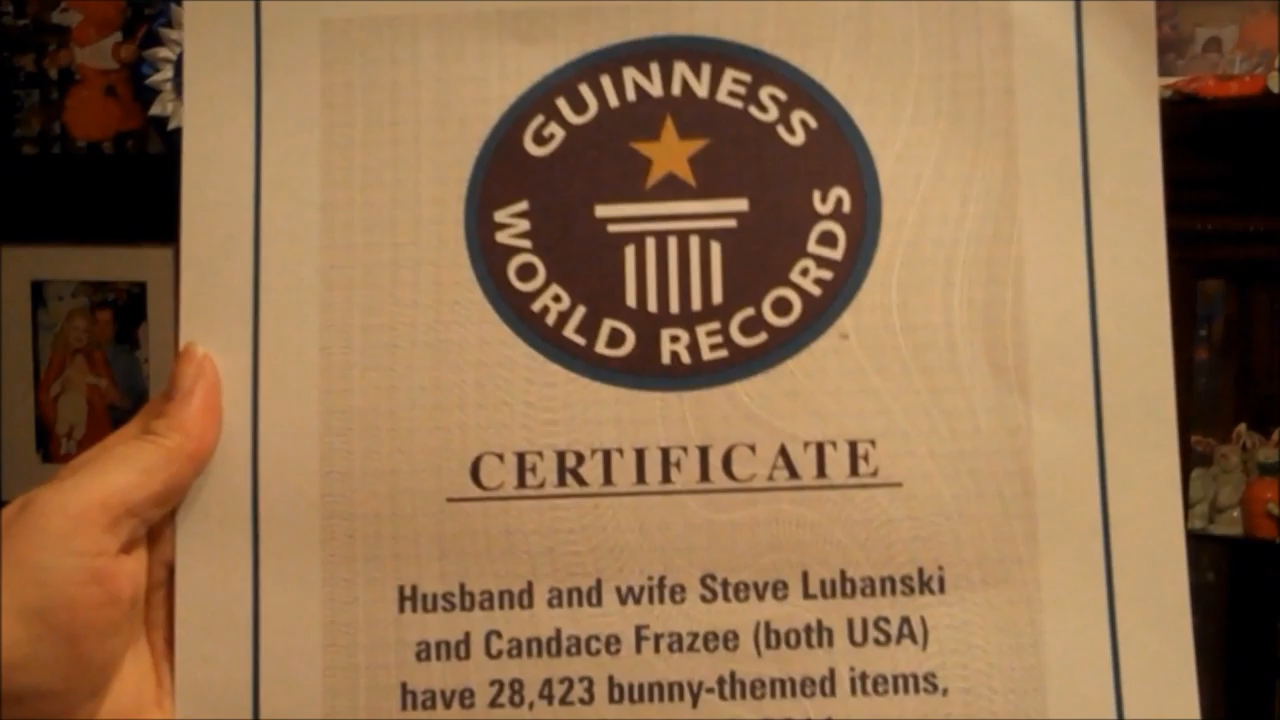 GUINNESS
WORLD RECORDS
CERTIFICATE
Husband and wife Steve Lubanski
and Candace Frazee (both USA)
have 28,423 bunny-themed items,